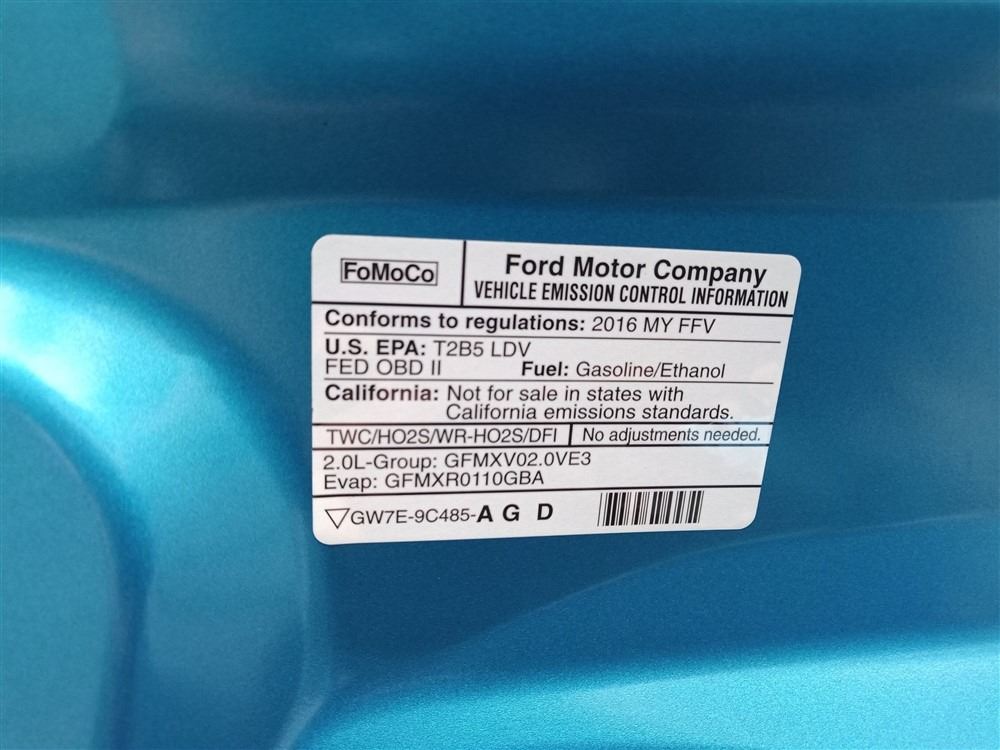 FoMoCo
Ford Motor Company
VEHICLE EMISSION CONTROL INFORMATION
Conforms to regulations: 2016 MY FFV
U.S. EPA: T2B5 LDV
FED OBD II Fuel: Gasoline/Ethanol
California: Not for sale in states with
California emissions standards.
TWC/HO2S/WR-HO2S/DFI No adjustments needed.
2.0L-Group: GFMXV02.0VE3
Evap: GFMXR0110GBA
GW7E-9C485-A G D